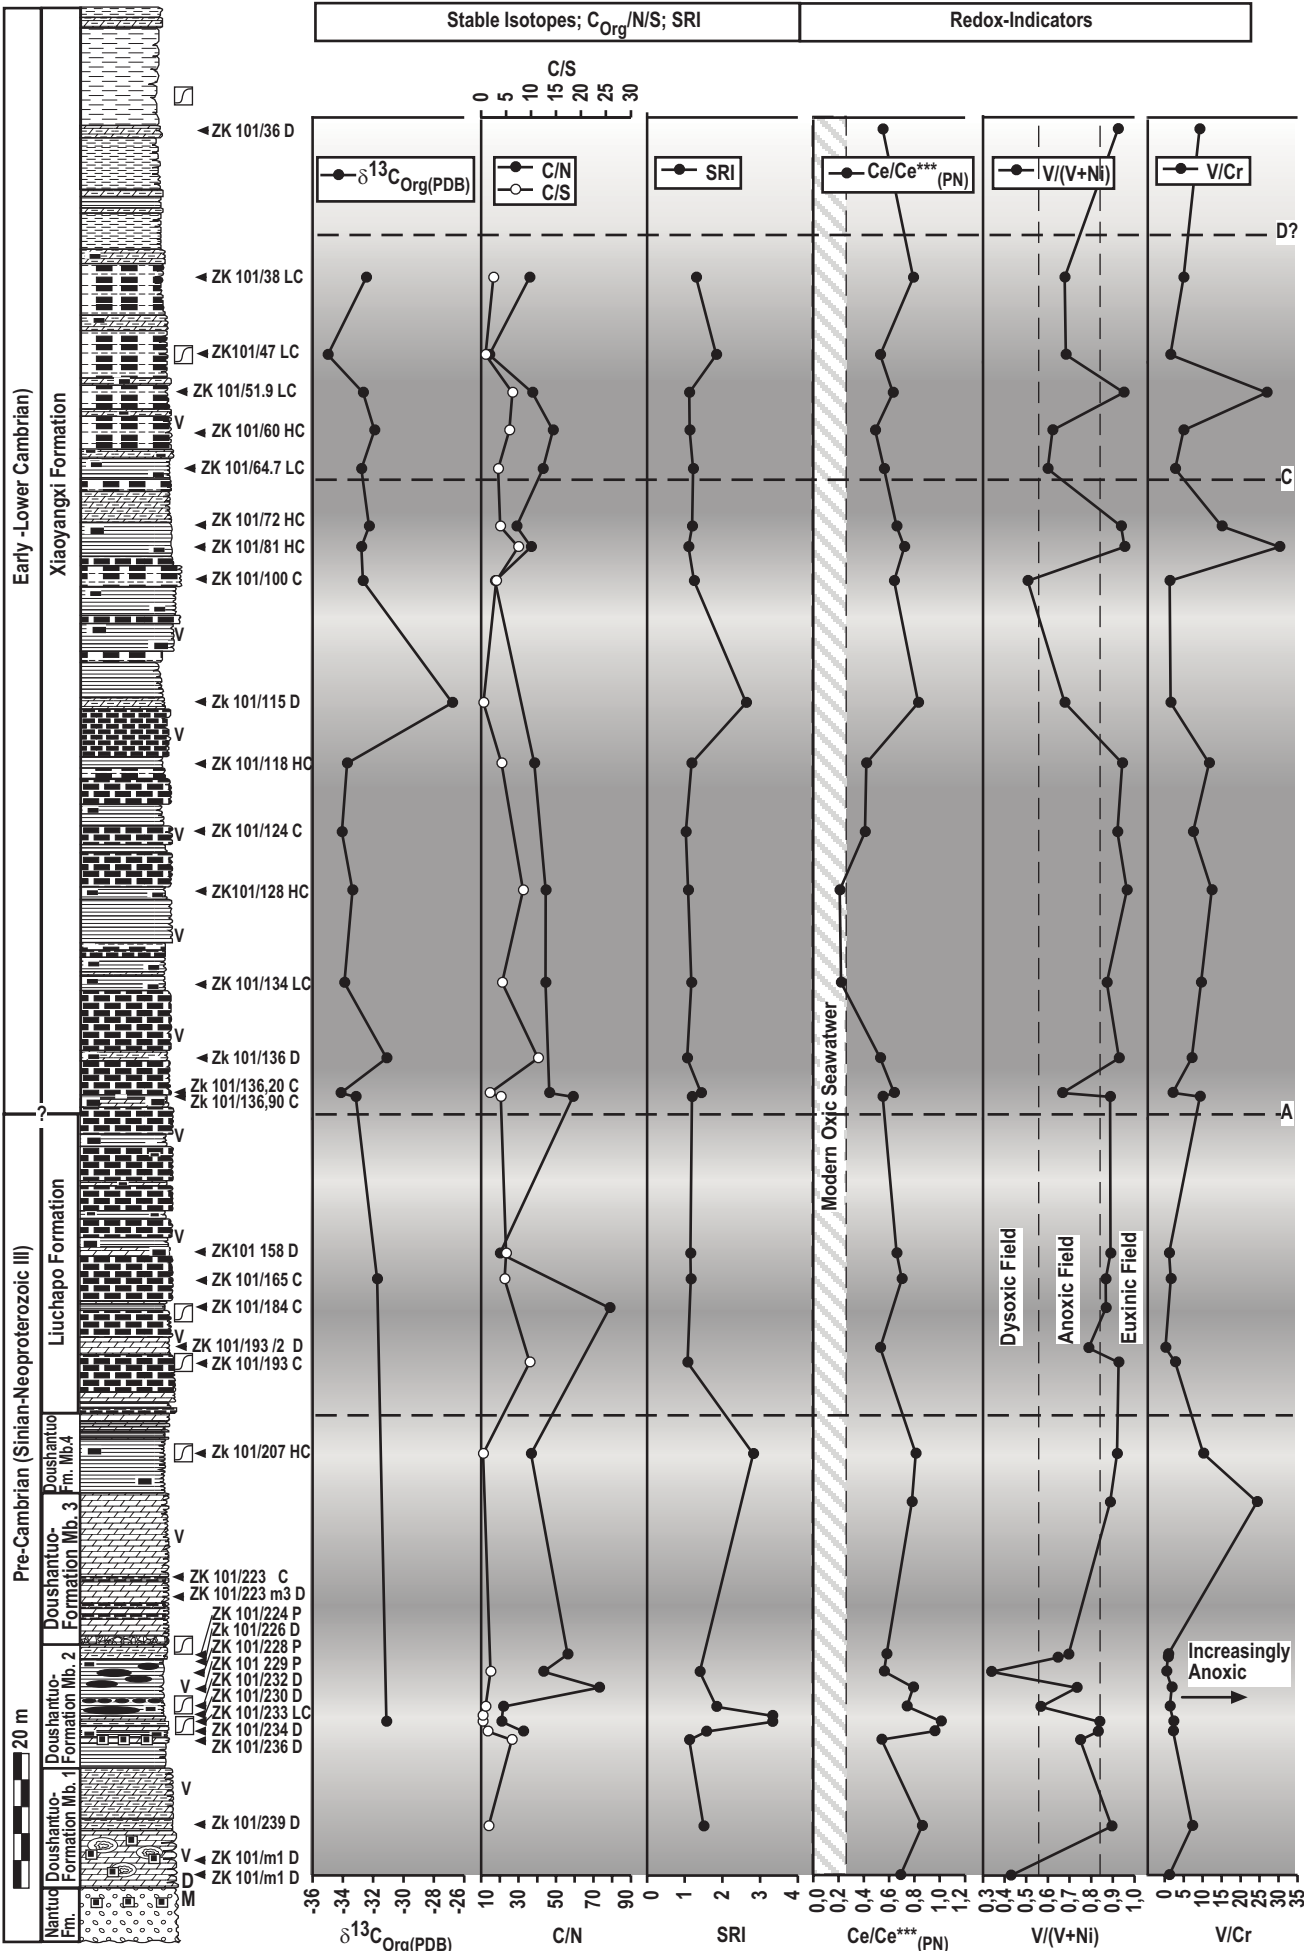 Stable Isotopes; COrg/N/S; SRI
Redox-Indicators
C/S
0 5 10 15 20 25 30
δ13COrg(PDB)
C/N
C/S
SRI
Ce/Ce***(PN)
V/(V+Ni)
V/Cr
Early -Lower Cambrian)
Xiaoyangxi Formation
?
Pre-Cambrian (Sinian-Neoproterozoic III)
Liuchapo Formation
Doushantuo
Fm. Mb.4
Doushantuo-
Formation Mb. 3
Doushantuo-
Formation Mb. 2
Doushantuo-
Formation Mb. 1
Nantuo
Fm.
20 m
ZK 101/36 D
D?
ZK 101/38 LC
ZK101/47 LC
ZK 101/51.9 LC
V
ZK 101/60 HC
ZK 101/64.7 LC
C
ZK 101/72 HC
ZK 101/81 HC
ZK 101/100 C
V
Zk 101/115 D
V
ZK 101/118 HC
V
ZK 101/124 C
ZK101/128 HC
V
ZK 101/134 LC
V
Zk 101/136 D
Zk 101/136,20 C
Zk 101/136,90 C
A
V
V
ZK101 158 D
ZK 101/165 C
ZK 101/184 C
V
ZK 101/193 /2 D
ZK 101/193 C
Zk 101/207 HC
V
ZK 101/223 C
ZK 101/223 m3 D
ZK 101/224 P
Zk 101/226 D
ZK 101/228 P
ZK 101 229 P
V
ZK 101/232 D
ZK 101/230 D
ZK 101/233 LC
ZK 101/234 D
ZK 101/236 D
V
Zk 101/239 D
V
ZK 101/m1 D
D
ZK 101/m1 D
M
Modern Oxic Seawatwer
Dysoxic Field
Anoxic Field
Euxinic Field
Increasingly
Anoxic
-36 -34 -32 -30 -28 -26
10 30 50 70 90
0 1 2 3 4
0,0 0,2 0,4 0,6 0,8 1,0 1,2
0,3 0,4 0,5 0,6 0,7 0,8 0,9 1,0
0 5 10 15 20 25 30 35
δ13COrg(PDB)
C/N
SRI
Ce/Ce***(PN)
V/(V+Ni)
V/Cr